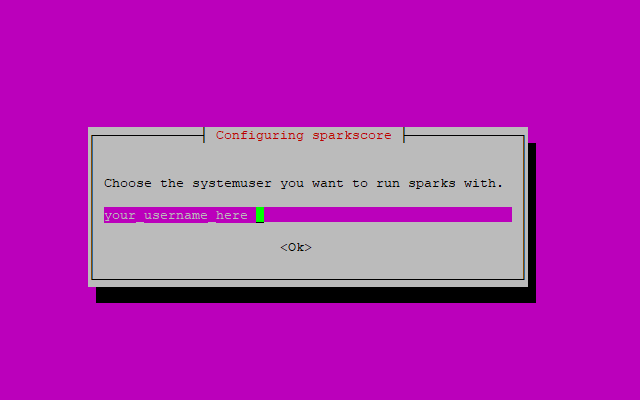 Configuring sparkscore
Choose the systemuser you want to run sparks with.
your_username_here
<Ok>